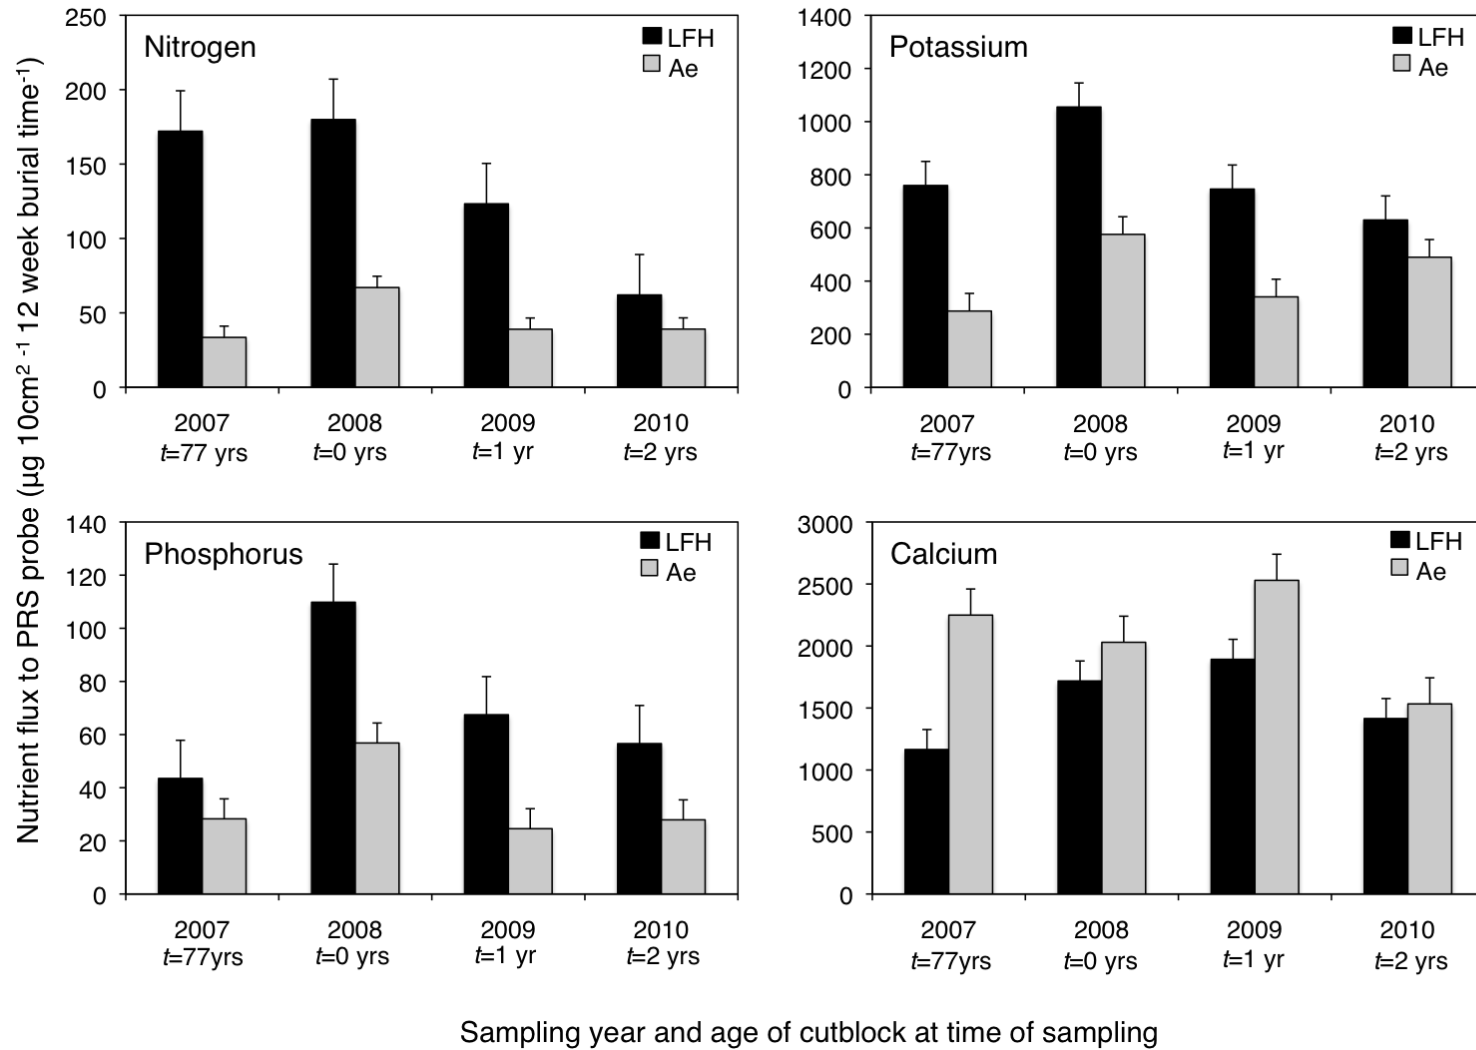 Nutrient flux to PRS probe (µg 10cm² ⁻¹ 12 week burial time⁻¹)
Nitrogen
LFH
Ae
250
200
150
100
50
0
2007
2008
2009
2010
t=77 yrs
t=0 yrs
t=1 yr
t=2 yrs
Potassium
LFH
Ae
1400
1200
1000
800
600
400
200
0
2007
2008
2009
2010
t=77yrs
t=0 yrs
t=1 yr
t=2 yrs
Phosphorus
LFH
Ae
140
120
100
80
60
40
20
0
2007
2008
2009
2010
t=77yrs
t=0 yrs
t=1 yr
t=2 yrs
Calcium
LFH
Ae
3000
2500
2000
1500
1000
500
0
2007
2008
2009
2010
t=77yrs
t=0 yrs
t=1 yr
t=2 yrs
Sampling year and age of cutblock at time of sampling